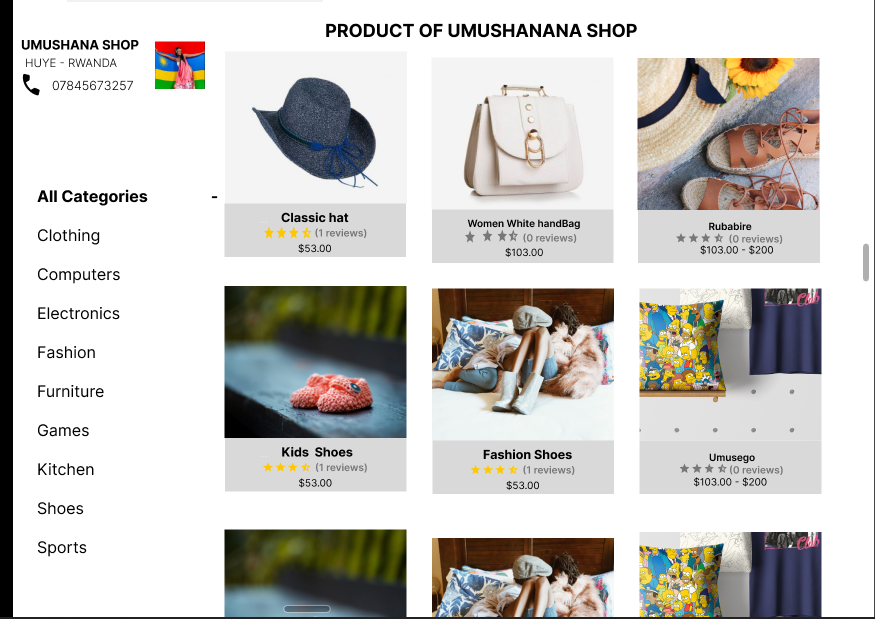 PRODUCT OF UMUSHANANA SHOP
UMUSHANA SHOP
HUYE - RWANDA
07845673257
All Categories -
Clothing
Computers
Electronics
Fashion
Furniture
Games
Kitchen
Shoes
Sports
Classic hat
(1 reviews)
$53.00
Women White handBag
(0 reviews)
$103.00
Rubabire
(0 reviews)
$103.00 - $200
Kids Shoes
(1 reviews)
$53.00
Fashion Shoes
(1 reviews)
$53.00
Club
Umusego
(0 reviews)
$103.00 - $200
Club